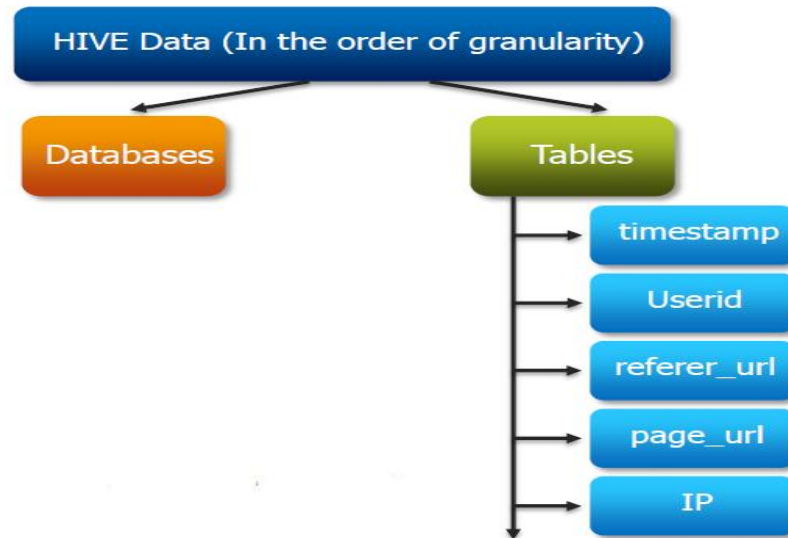 HIVE Data (In the order of granularity)
Databases
Tables
timestamp
Userid
referer_url
page_url
IP